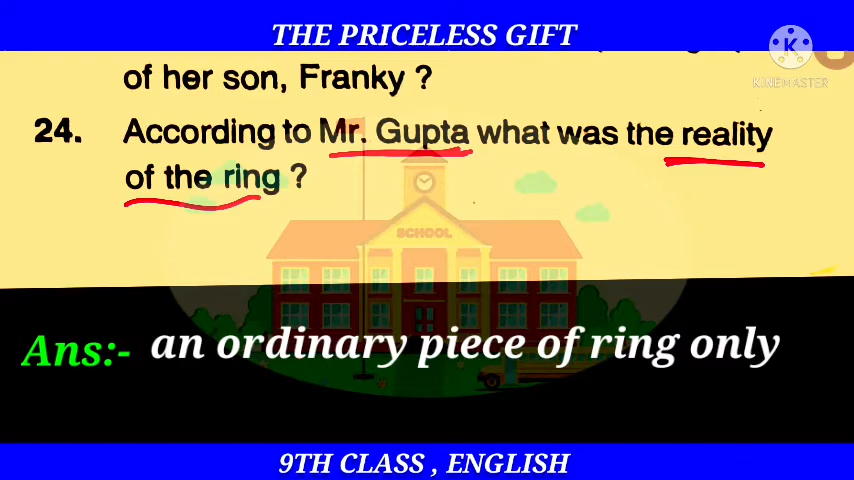 THE PRICELESS GIFT
K
KINEMASTER
of her son, Franky ?
24. According to Mr. Gupta what was the reality
of the ring ?
SCHOOL
Ans:- an ordinary piece of ring only
9TH CLASS , ENGLISH